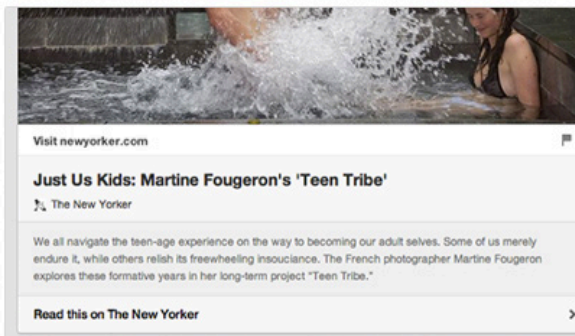 Visit newyorker.com
Just Us Kids: Martine Fougeron's 'Teen Tribe'
The New Yorker
We all navigate the teen-age experience on the way to becoming our adult selves. Some of us merely
endure it, while others relish its freewheeling insouciance. The French photographer Martine Fougeron
explores these formative years in her long-term project "Teen Tribe."
Read this on The New Yorker